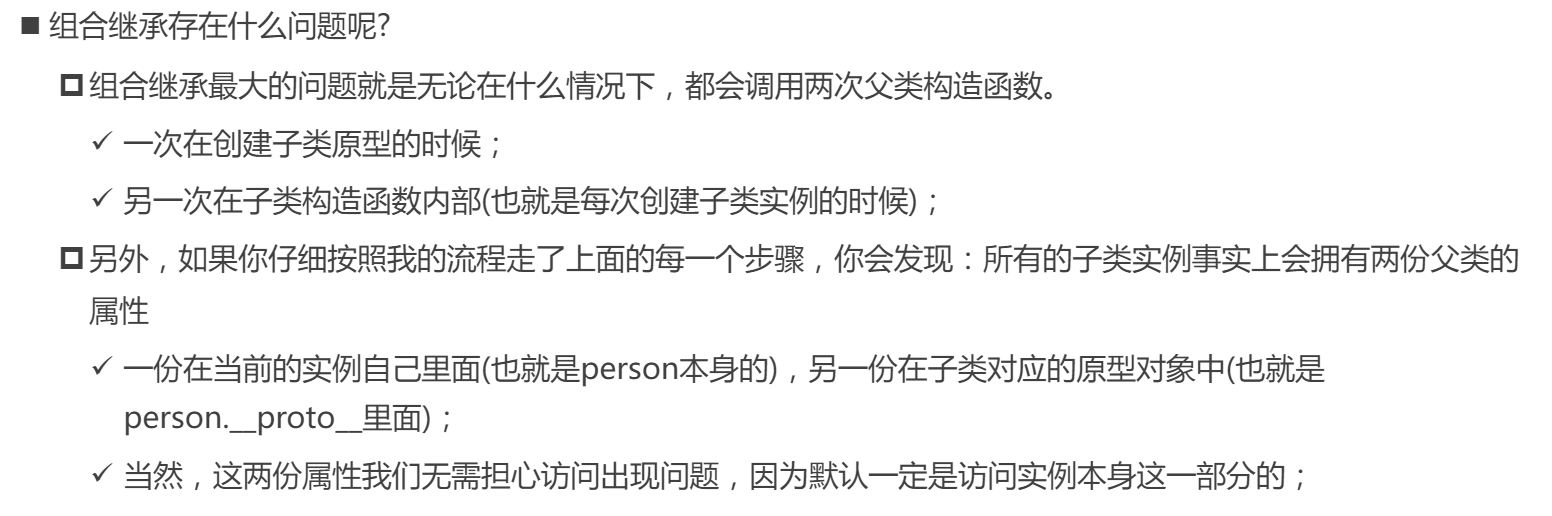 组合继承存在什么问题呢?
组合继承最大的问题就是无论在什么情况下，都会调用两次父类构造函数。
一次在创建子类原型的时候；
另一次在子类构造函数内部(也就是每次创建子类实例的时候)；
另外，如果你仔细按照我的流程走了上面的每一个步骤，你会发现：所有的子类实例事实上会拥有两份父类的
属性
一份在当前的实例自己里面(也就是person本身的)，另一份在子类对应的原型对象中(也就是
person.__proto__里面)；
当然，这两份属性我们无需担心访问出现问题，因为默认一定是访问实例本身这一部分的；